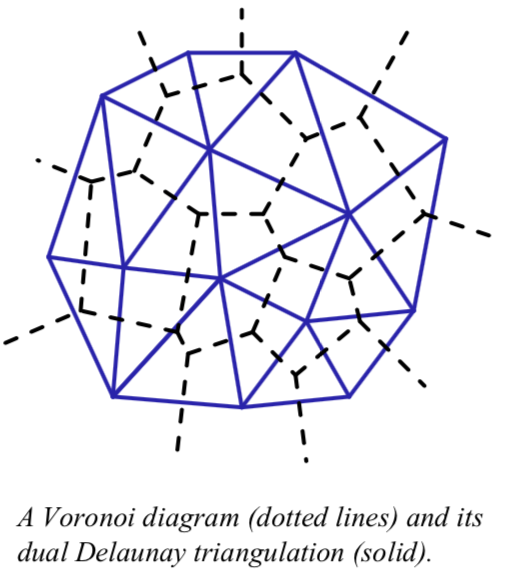 A Voronoi diagram (dotted lines) and its
dual Delaunay triangulation (solid).